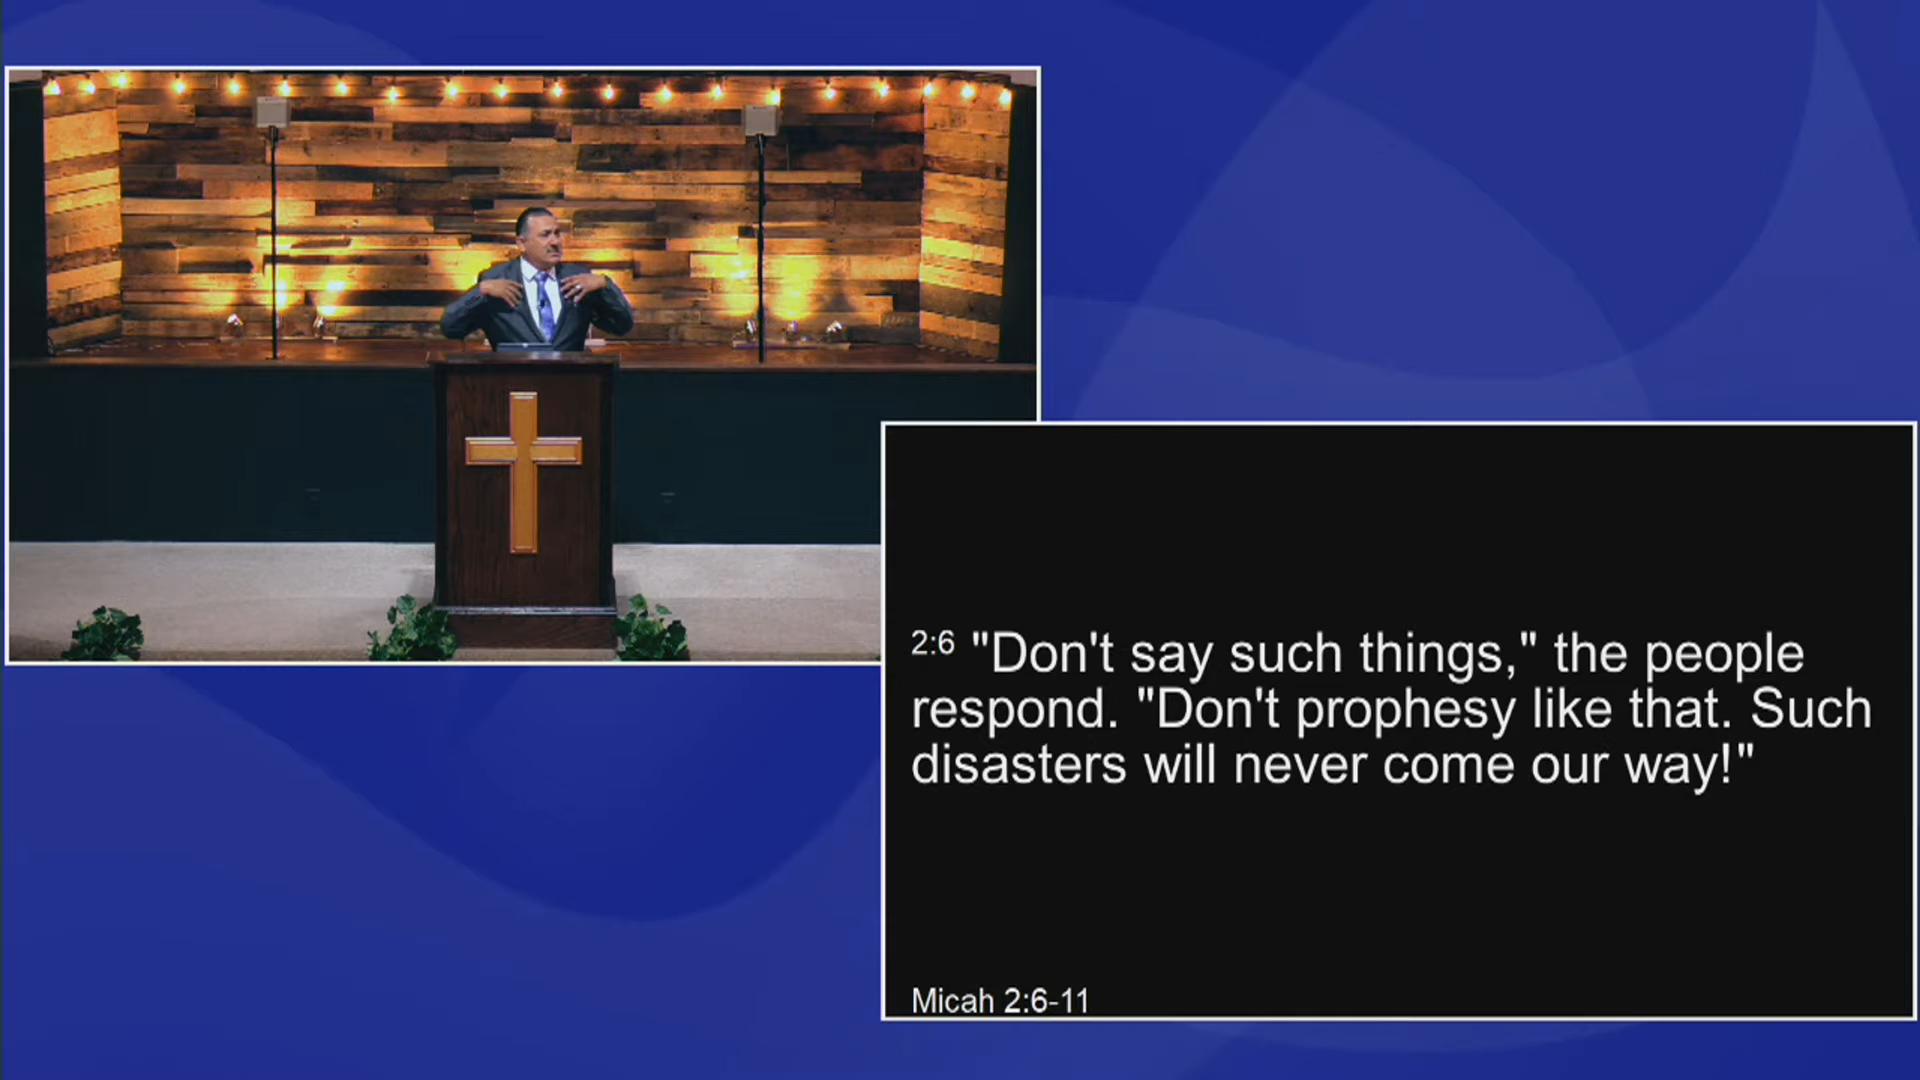 2:6 "Don't say such things," the people
respond. "Don't prophesy like that. Such
disasters will never come our way!"
Micah 2:6-11